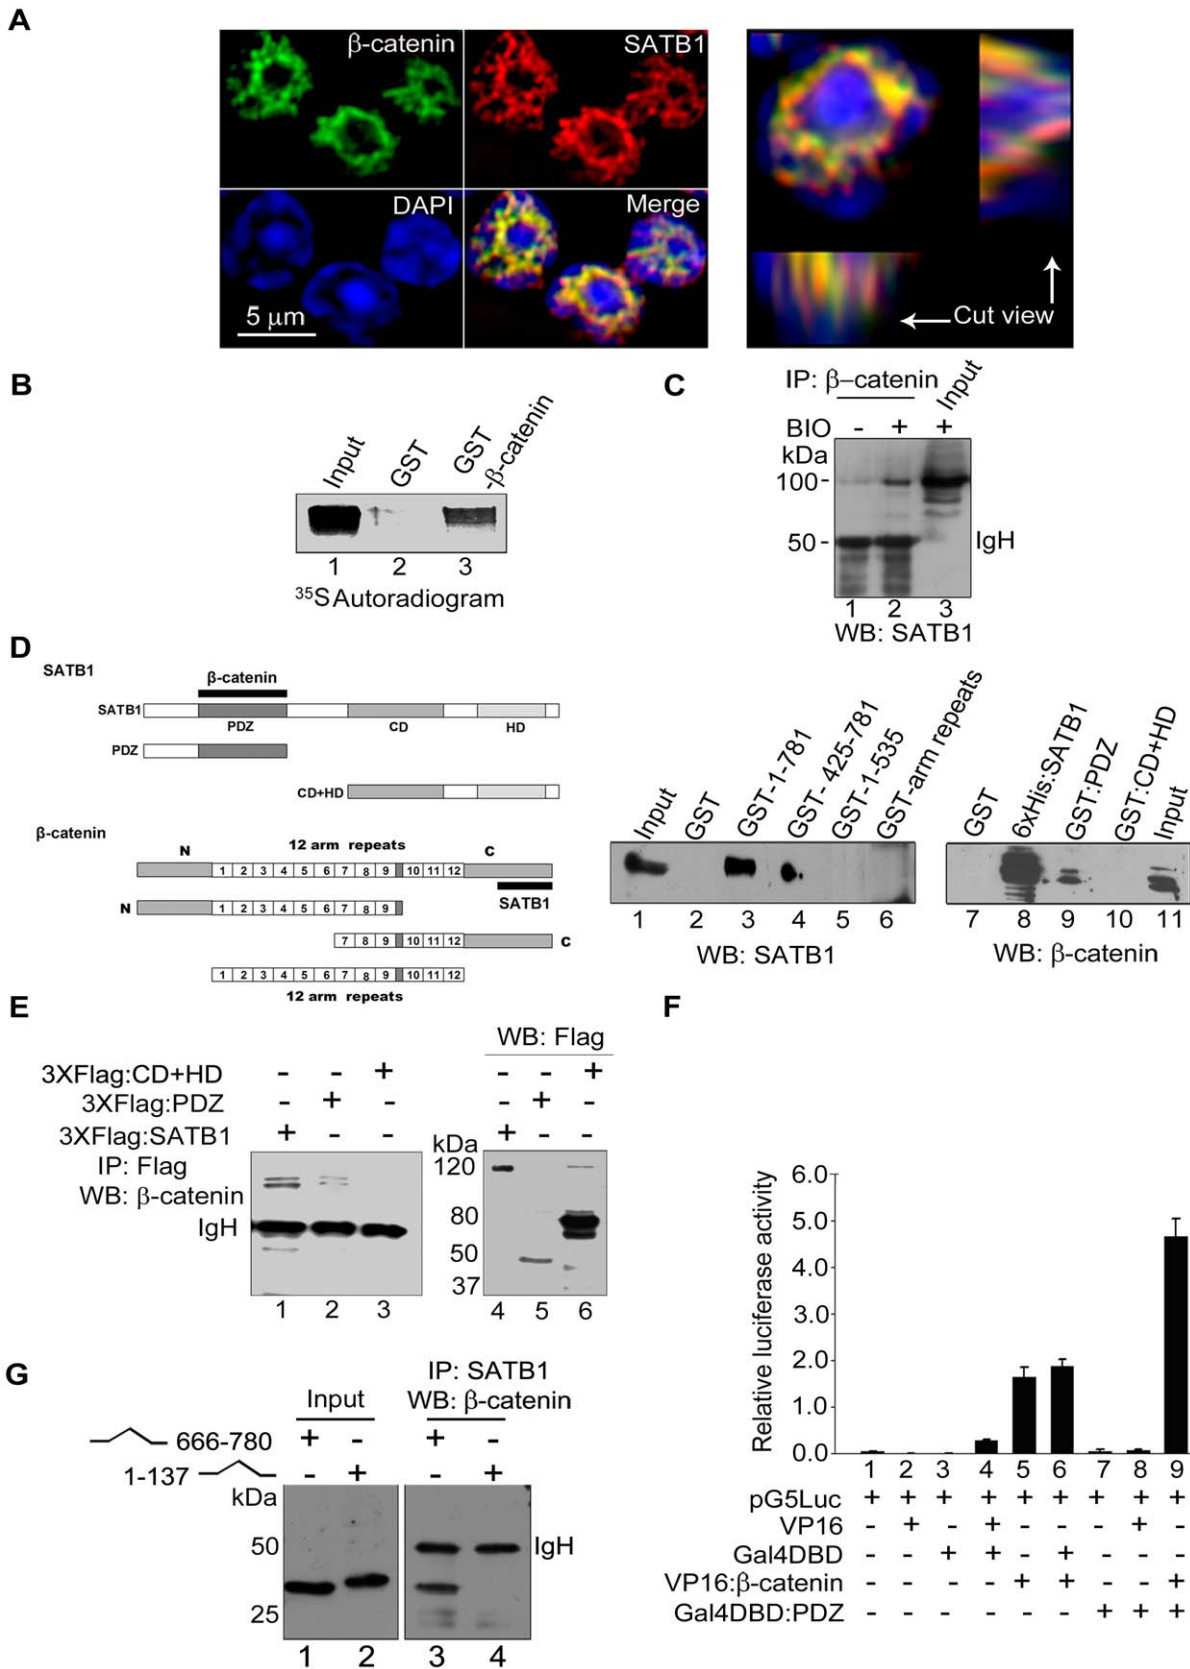 A
β-catenin
SATB1
DAPI
Merge
5 µm
Cut view
B
Input
GST
GST
-β-catenin
1 2 3
35S Autoradiogram
C
IP: β–catenin
Input
BIO - + +
kDa
100-
50-
IgH
1 2 3
WB: SATB1
D
SATB1
β-catenin
SATB1
PDZ CD HD
PDZ
CD+HD
β-catenin
N 12 arm repeats C
1 2 3 4 5 6 7 8 9 10 11 12
SATB1
N 1 2 3 4 5 6 7 8 9
7 8 9 10 11 12 C
1 2 3 4 5 6 7 8 9 10 11 12
12 arm repeats
Input
GST
GST-1-781
GST- 425-781
GST-1-535
GST-arm repeats
1 2 3 4 5 6
WB: SATB1
GST
6xHis:SATB1
GST:PDZ
GST:CD+HD
Input
7 8 9 10 11
WB: β-catenin
E
WB: Flag
3XFlag:CD+HD - - + - - +
3XFlag:PDZ - + - - + -
3XFlag:SATB1 + - - + - -
IP: Flag
WB: β-catenin
IgH
kDa
120
80
50
37
1 2 3 4 5 6
F
Relative luciferase activity
6.0
5.0
4.0
3.0
2.0
1.0
0.0
1 2 3 4 5 6 7 8 9
pG5Luc + + + + + + + + +
VP16 - + - + - - - + -
Gal4DBD - - + + - + - - -
VP16:β-catenin - - - - + + - - +
Gal4DBD:PDZ - - - - - - + + +
G
Input
IP: SATB1
WB: β-catenin
666-780 + - + -
1-137 - + - +
kDa
50
25
IgH
1 2 3 4